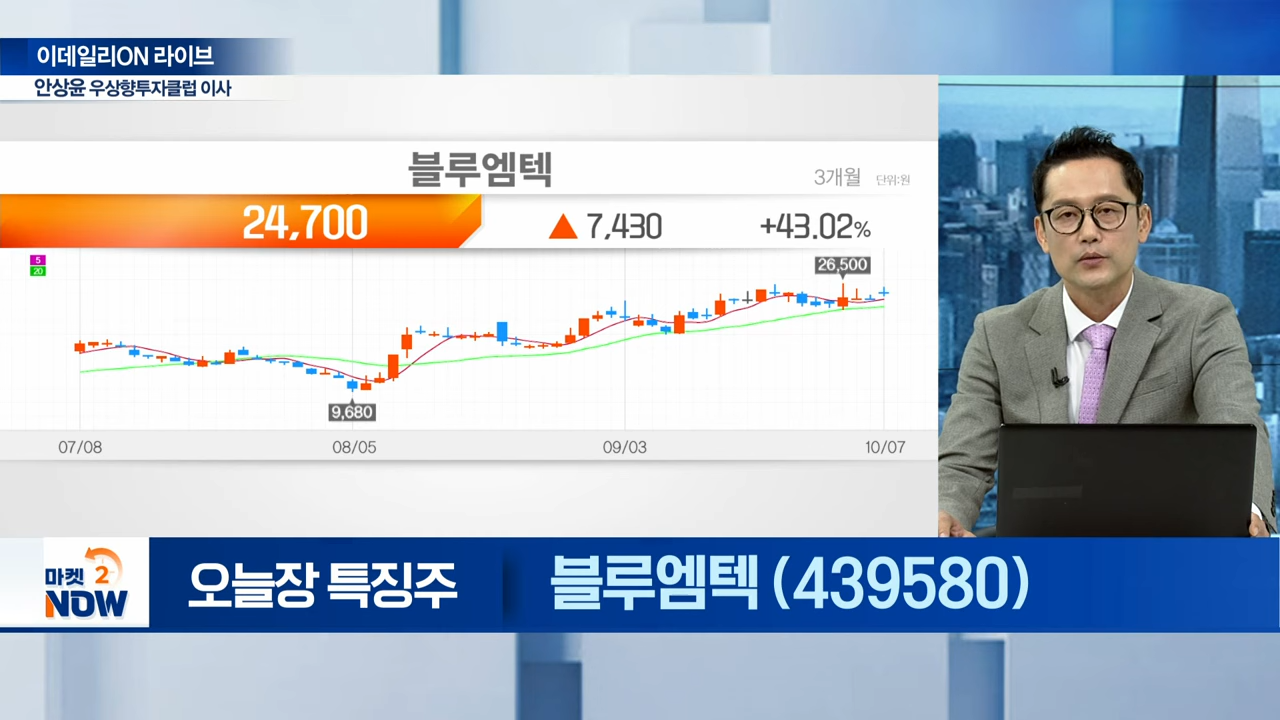 이데일리ON 라이브
안상윤 우상향투자클럽 이사
블루엠텍
3개월 단위:원
24,700 ▲ 7,430 +43.02%
5
20
26,500
9,680
07/08 08/05 09/03 10/07
마켓 2
NOW
오늘장 특징주
블루엠텍 (439580)